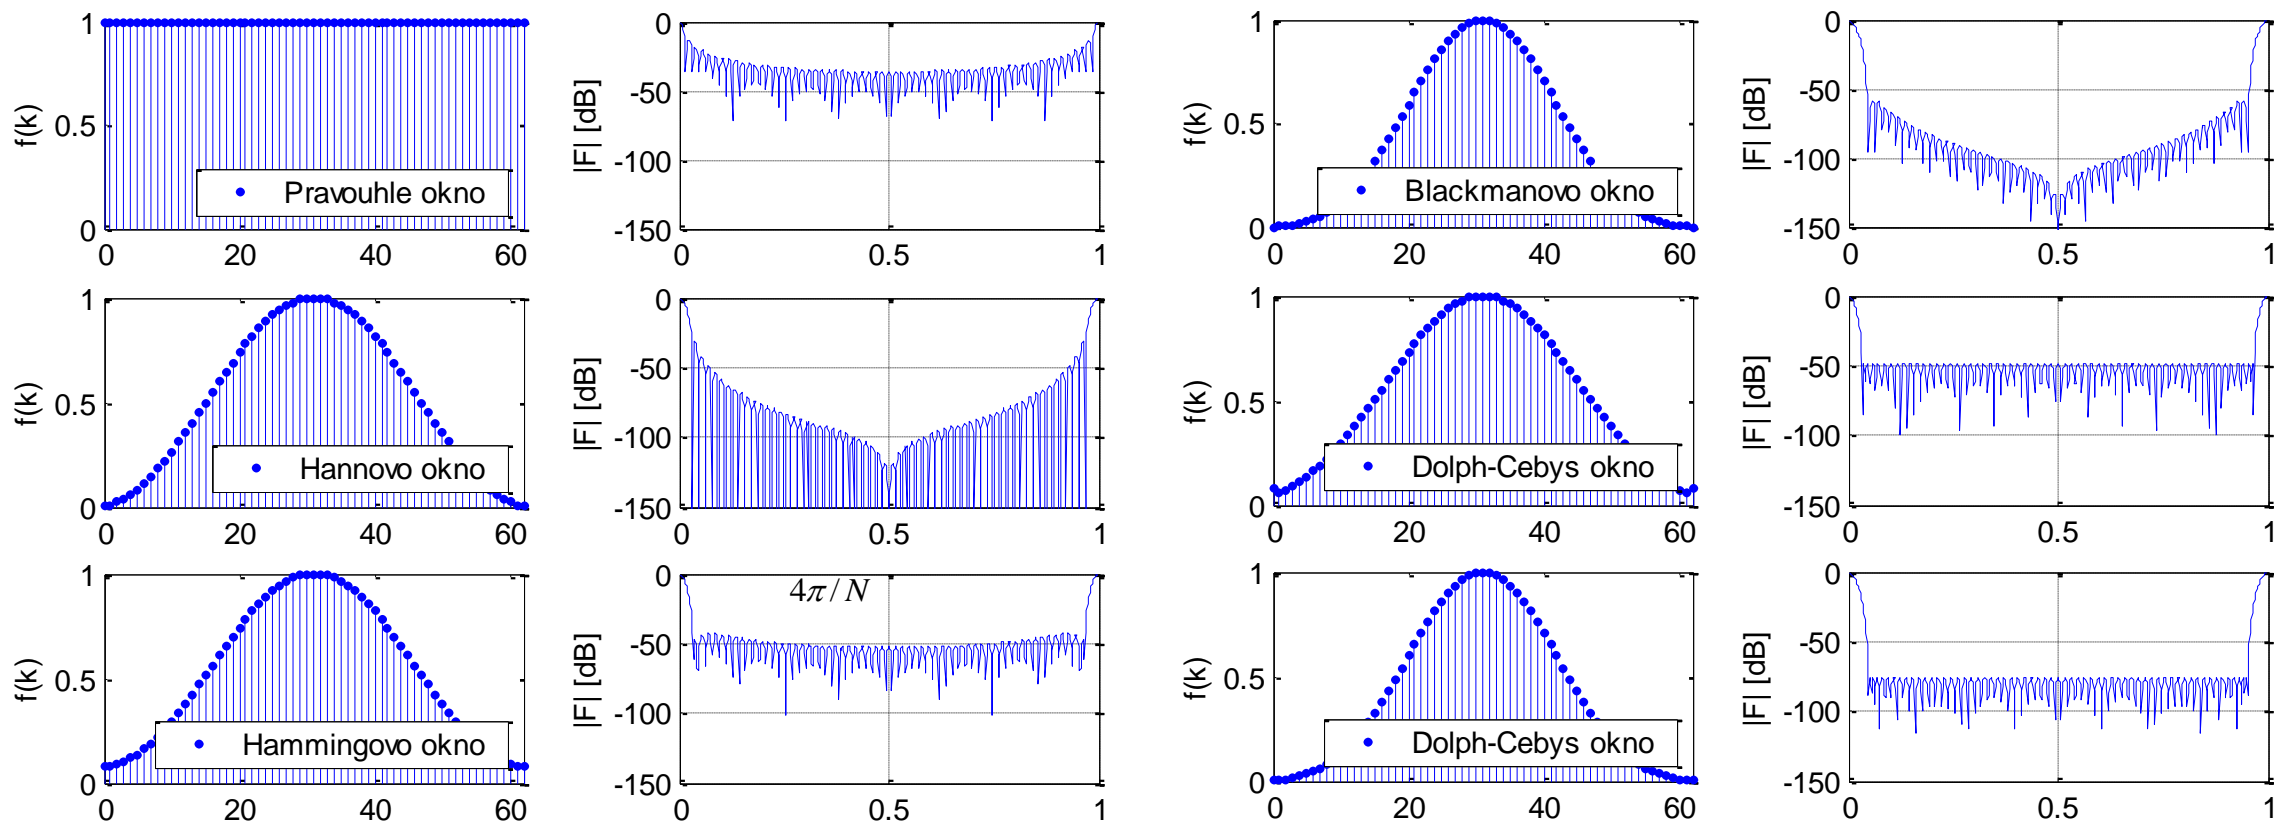 1
0.5
0
f(k)
Pravouhle okno
0 20 40 60
0
-50
-100
-150
|F| [dB]
0 0.5 1
1
0.5
0
f(k)
Blackmanovo okno
0 20 40 60
0
-50
-100
-150
|F| [dB]
0 0.5 1
1
0.5
0
f(k)
Hannovo okno
0 20 40 60
0
-50
-100
-150
|F| [dB]
0 0.5 1
1
0.5
0
f(k)
Dolph-Cebys okno
0 20 40 60
0
-50
-100
-150
|F| [dB]
0 0.5 1
1
0.5
0
f(k)
Hammingovo okno
0 20 40 60
0
-50
-100
-150
|F| [dB]
4π/N
0 0.5 1
1
0.5
0
f(k)
Dolph-Cebys okno
0 20 40 60
0
-50
-100
-150
|F| [dB]
0 0.5 1